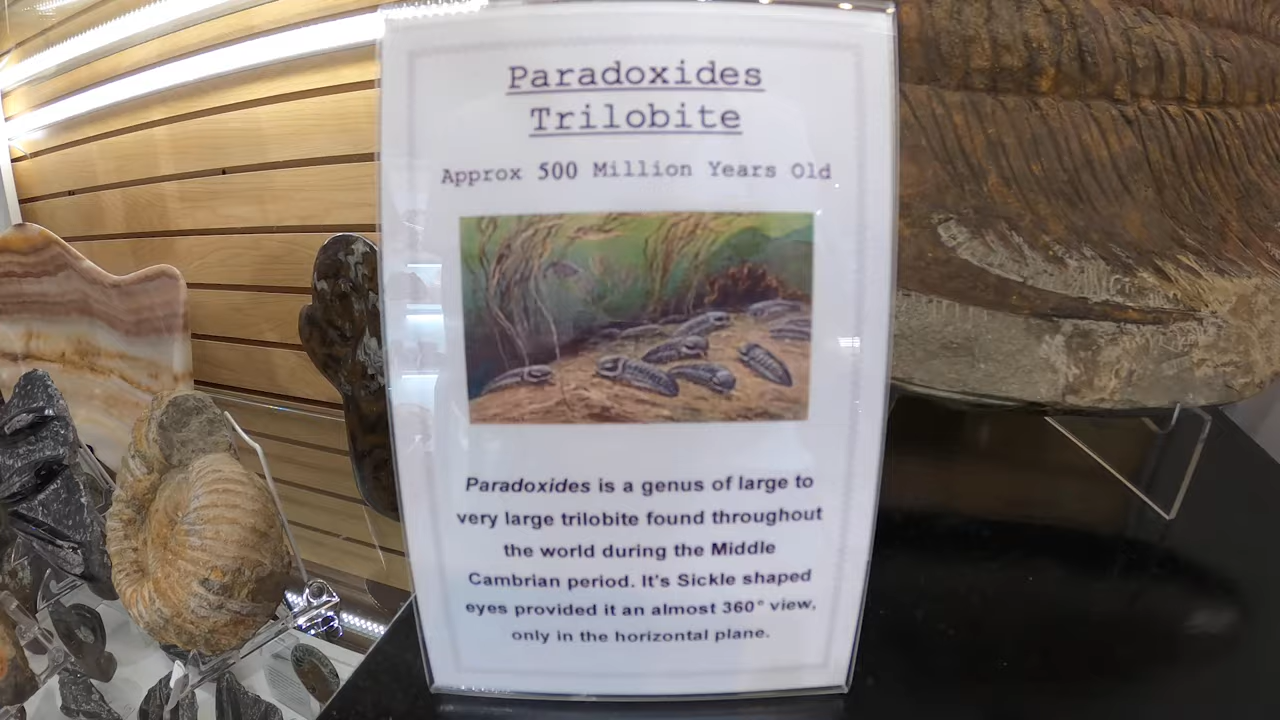 Paradoxides
Trilobite
Approx 500 Million Years Old
Paradoxides is a genus of large to
very large trilobite found throughout
the world during the Middle
Cambrian period. It's Sickle shaped
eyes provided it an almost 360° view,
only in the horizontal plane.